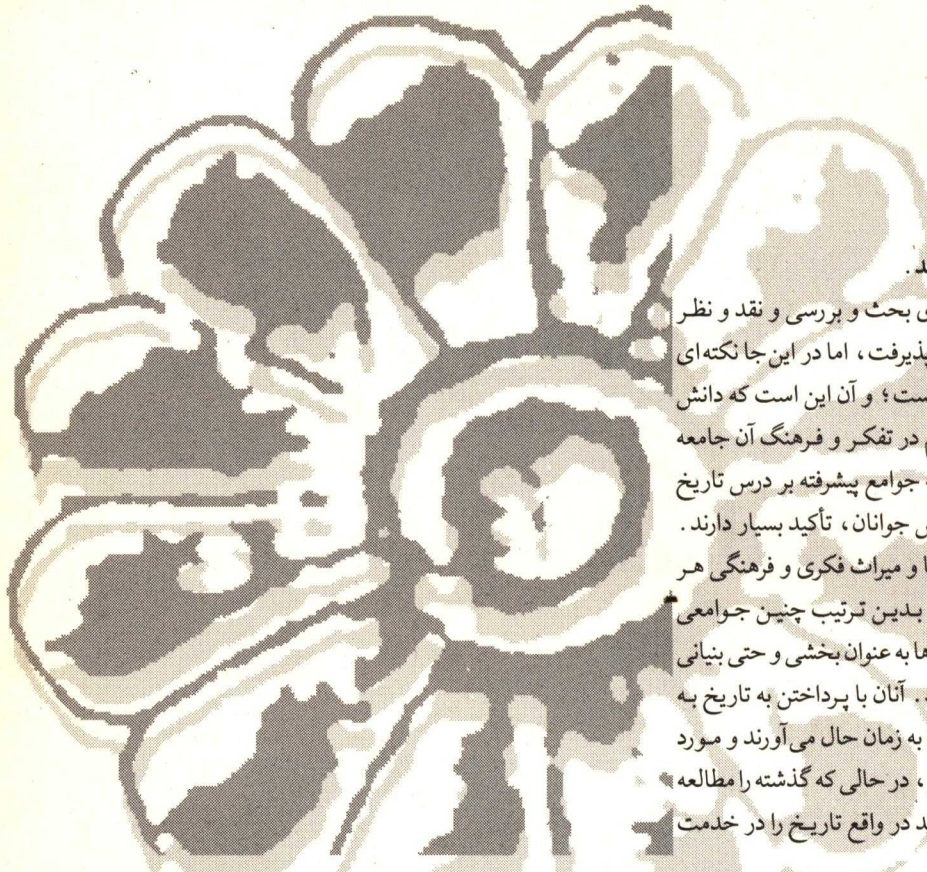 ی بحث و بررسی و نقد و نظر
پذیرفت، اما در این‌جا نکته‌ای
ست؛ و آن این است که دانش
در تفکر و فرهنگ آن جامعه
جوامع پیشرفته بر درس تاریخ
جوانان، تأکید بسیار دارند.
ا و میراث فکری و فرهنگی هر
بدین ترتیب چنین جوامعی
ها به عنوان بخشی و حتی بنیانی
. آنان با پرداختن به تاریخ به
به زمان حال می‌آورند و مورد
، در حالی که گذشته را مطالعه
د در واقع تاریخ را در خدمت